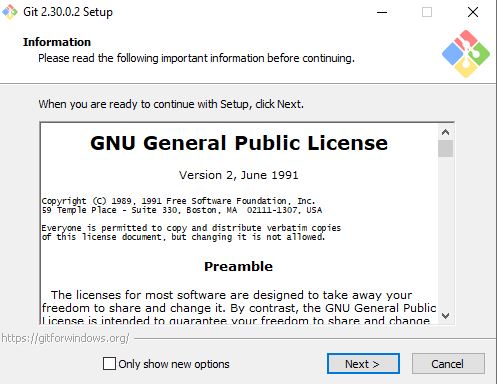 Git 2.30.0.2 Setup
Information
Please read the following important information before continuing.
When you are ready to continue with Setup, click Next.
GNU General Public License
Version 2, June 1991
Copyright (C) 1989, 1991 Free Software Foundation, Inc.
59 Temple Place - Suite 330, Boston, MA  02111-1307, USA
Everyone is permitted to copy and distribute verbatim copies
of this license document, but changing it is not allowed.
Preamble
The licenses for most software are designed to take away your
freedom to share and change it. By contrast, the GNU General Public
License is intended to guarantee your freedom to share and change
https://gitforwindows.org/
Only show new options
Next >
Cancel